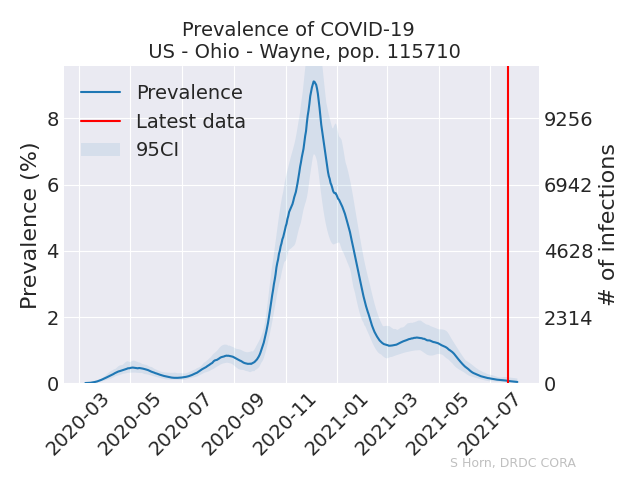 Prevalence of COVID-19
US - Ohio - Wayne, pop. 115710
Prevalence
Latest data
95CI
Prevalence (%)
8
6
4
2
0
9256
6942
4628
2314
0
# of infections
2020-03
2020-05
2020-07
2020-09
2020-11
2021-01
2021-03
2021-05
2021-07
S Horn, DRDC CORA